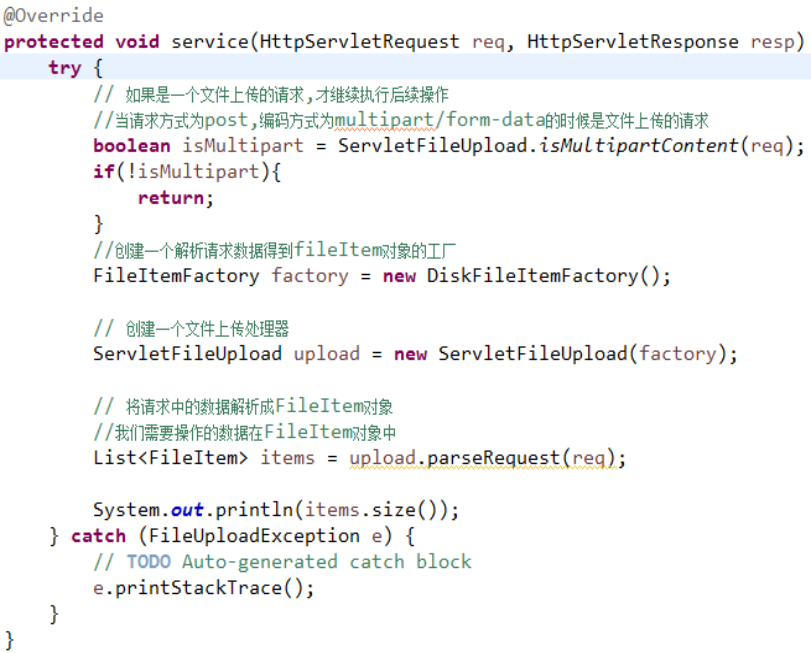 @Override
protected void service(HttpServletRequest req, HttpServletResponse resp)
try {
// 如果是一个文件上传的请求,才继续执行后续操作
//当请求方式为post,编码方式为multipart/form-data的时候是文件上传的请求
boolean isMultipart = ServletFileUpload.isMultipartContent(req);
if(!isMultipart){
return;
}
//创建一个解析请求数据得到fileItem对象的工厂
FileItemFactory factory = new DiskFileItemFactory();
// 创建一个文件上传处理器
ServletFileUpload upload = new ServletFileUpload(factory);
// 将请求中的数据解析成FileItem对象
//我们需要操作的数据在FileItem对象中
List<FileItem> items = upload.parseRequest(req);
System.out.println(items.size());
} catch (FileUploadException e) {
// TODO Auto-generated catch block
e.printStackTrace();
}
}